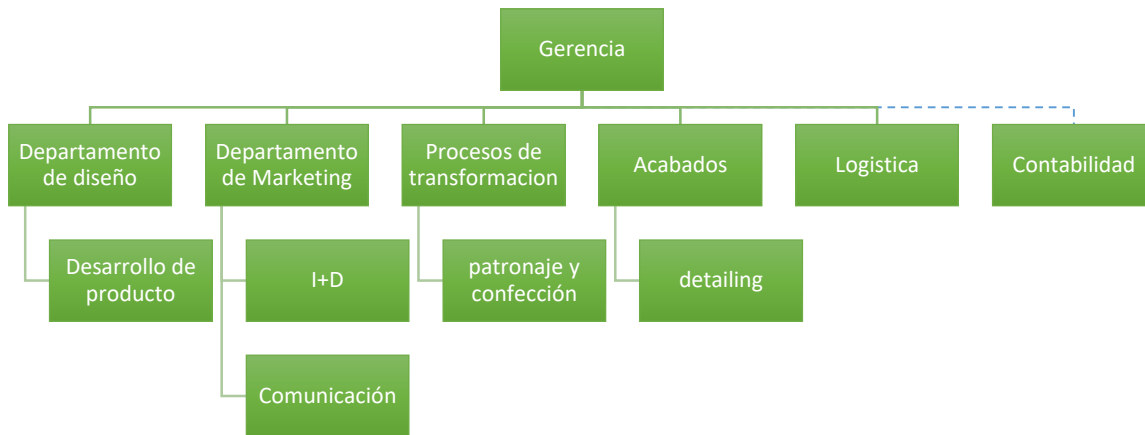 Gerencia
Departamento
de diseño
Departamento
de Marketing
Procesos de
transformacion
Acabados
Logistica
Contabilidad
Desarrollo de
producto
I+D
patronaje y
confección
detailing
Comunicación